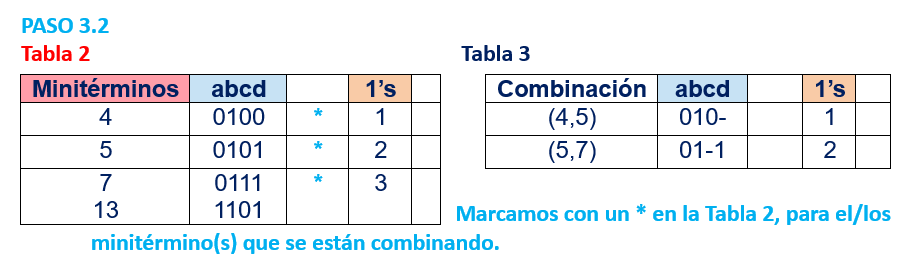 PASO 3.2
Tabla 2
Minitérminos abcd 1’s
4 0100 * 1
5 0101 * 2
7 0111 * 3
13 1101
Tabla 3
Combinación abcd 1’s
(4,5) 010- 1
(5,7) 01-1 2
Marcamos con un * en la Tabla 2, para el/los
minitérmino(s) que se están combinando.